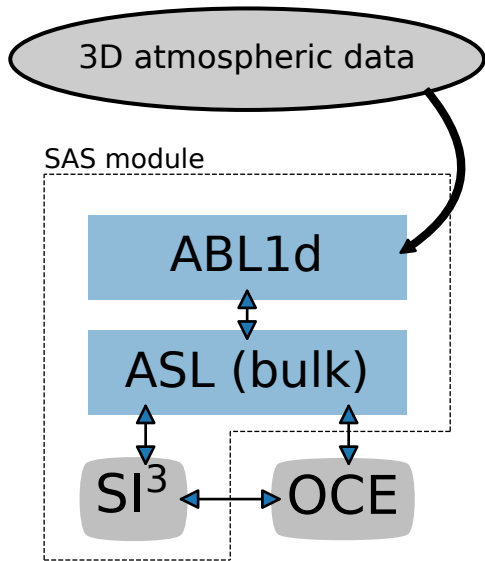 3D atmospheric data
SAS module
ABL1d
ASL (bulk)
SI³ OCE